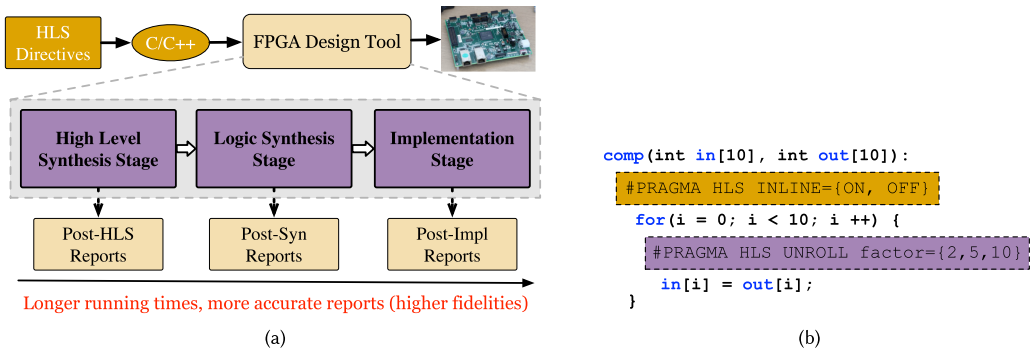 HLS
Directives
C/C++
FPGA Design Tool
High Level
Synthesis Stage
Logic Synthesis
Stage
Implementation
Stage
Post-HLS
Reports
Post-Syn
Reports
Post-Impl
Reports
Longer running times, more accurate reports (higher fidelities)
(a)
comp(int in[10], int out[10]):
#PRAGMA HLS INLINE={ON, OFF}
for(i = 0; i < 10; i ++) {
#PRAGMA HLS UNROLL factor={2,5,10}
in[i] = out[i];
}
(b)